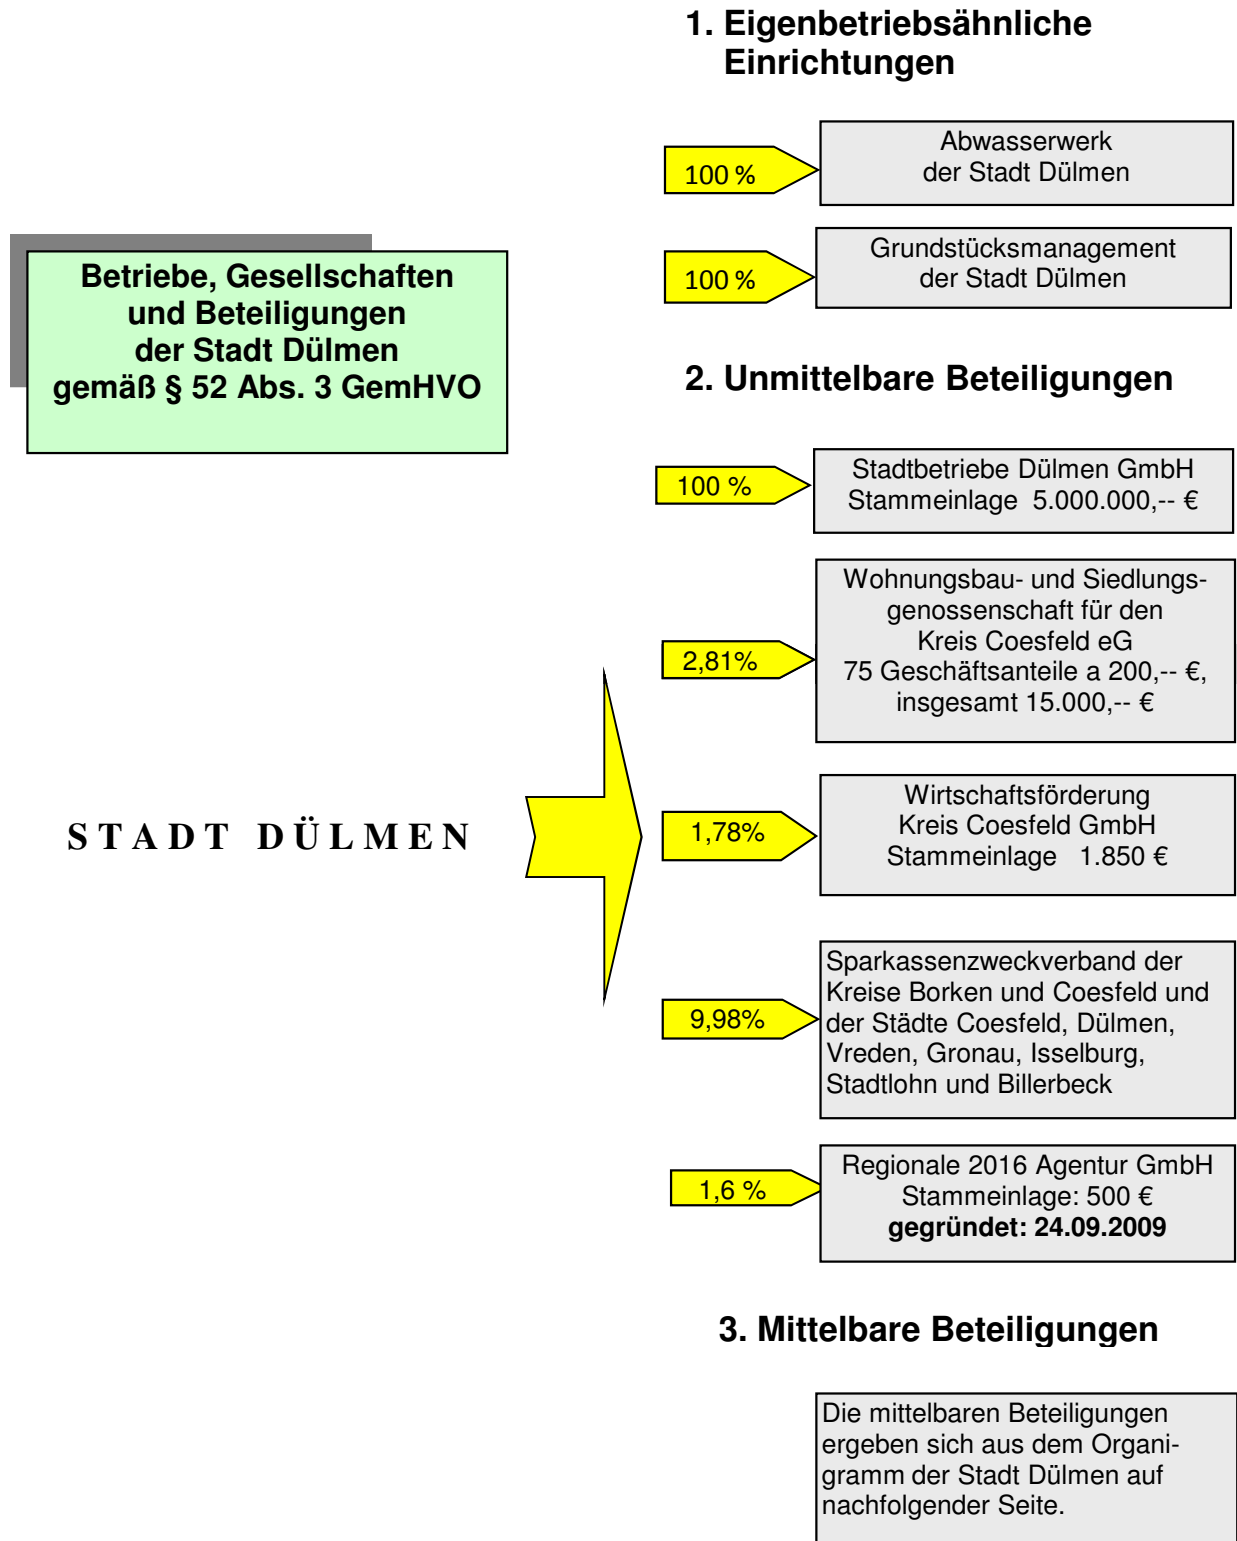 1. Eigenbetriebsähnliche
Einrichtungen
100 %
Abwasserwerk
der Stadt Dülmen
100 %
Grundstücksmanagement
der Stadt Dülmen
Betriebe, Gesellschaften
und Beteiligungen
der Stadt Dülmen
gemäß § 52 Abs. 3 GemHVO
2. Unmittelbare Beteiligungen
100 %
Stadtbetriebe Dülmen GmbH
Stammeinlage 5.000.000,-- €
2,81%
Wohnungsbau- und Siedlungs-
genossenschaft für den
Kreis Coesfeld eG
75 Geschäftsanteile a 200,-- €,
insgesamt 15.000,-- €
STADT DÜLMEN
1,78%
Wirtschaftsförderung
Kreis Coesfeld GmbH
Stammeinlage 1.850 €
9,98%
Sparkassenzweckverband der
Kreise Borken und Coesfeld und
der Städte Coesfeld, Dülmen,
Vreden, Gronau, Isselburg,
Stadtlohn und Billerbeck
1,6 %
Regionale 2016 Agentur GmbH
Stammeinlage: 500 €
gegründet: 24.09.2009
3. Mittelbare Beteiligungen
Die mittelbaren Beteiligungen
ergeben sich aus dem Organi-
gramm der Stadt Dülmen auf
nachfolgender Seite.